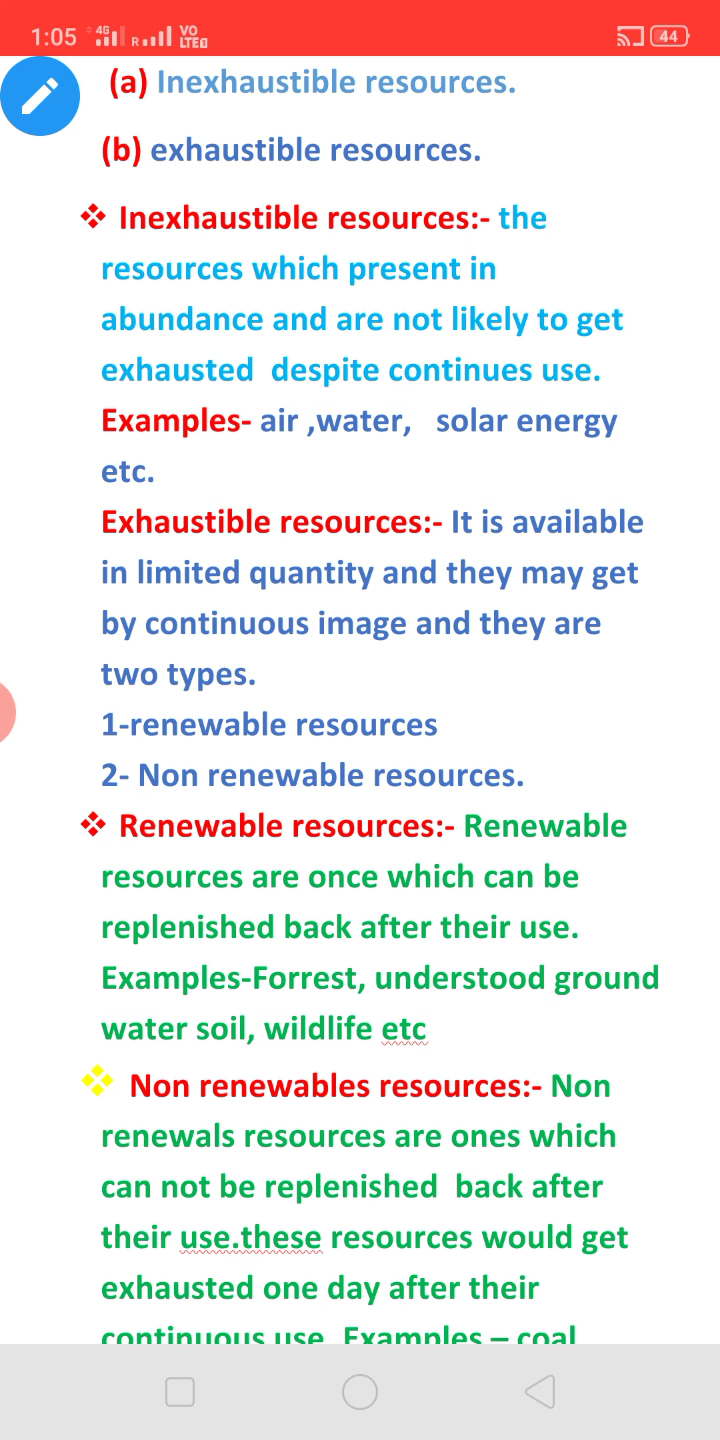 1:05 4G R VO LTE 44
(a) Inexhaustible resources.
(b) exhaustible resources.
❖ Inexhaustible resources:- the
resources which present in
abundance and are not likely to get
exhausted  despite continues use.
Examples- air ,water,   solar energy
etc.
Exhaustible resources:- It is available
in limited quantity and they may get
by continuous image and they are
two types.
1-renewable resources
2- Non renewable resources.
❖ Renewable resources:- Renewable
resources are once which can be
replenished back after their use.
Examples-Forrest, understood ground
water soil, wildlife etc
❖ Non renewables resources:- Non
renewals resources are ones which
can not be replenished  back after
their use.these resources would get
exhausted one day after their
continuous use. Examples – coal